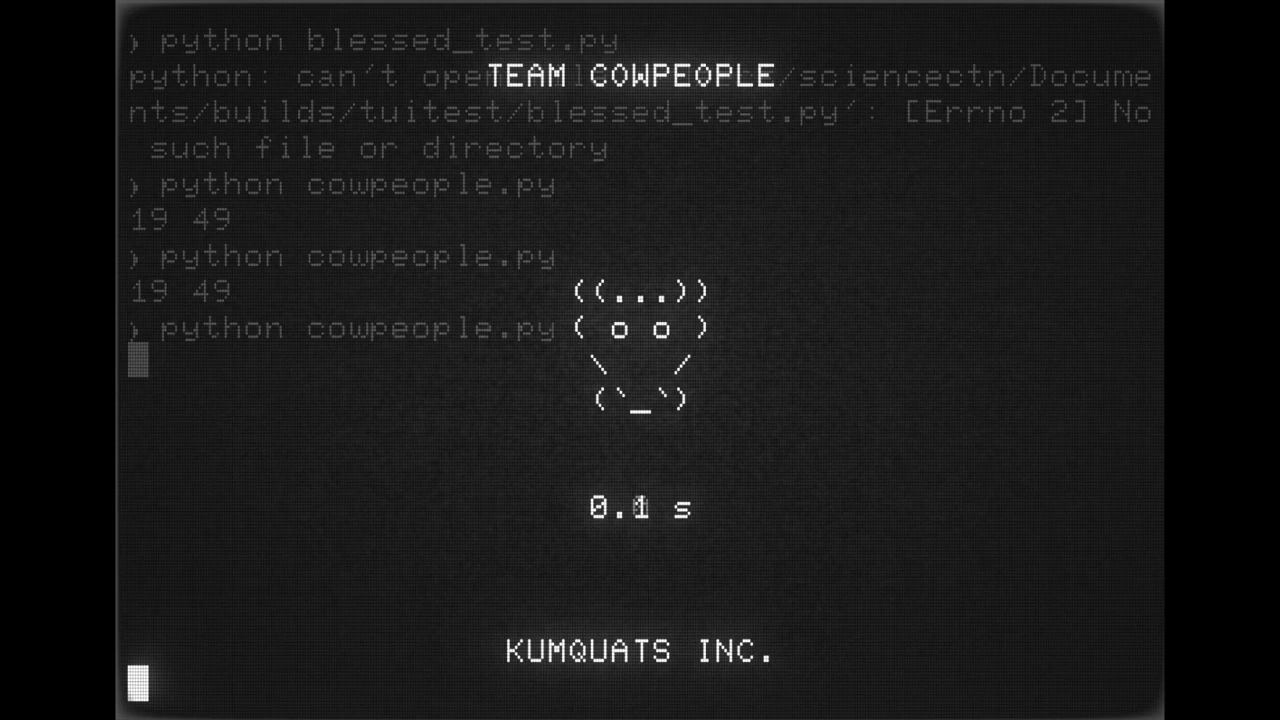 ❯ python blessed_test.py
TEAM COWPEOPLE
python: can't ope /sciencectn/Docume
nts/builds/tuitest/blessed_test.py': [Errno 2] No
such file or directory
❯ python cowpeople.py
19 49
❯ python cowpeople.py
19 49
❯ python cowpeople.py
((...))
( o o )
\ /
(`_`)
0.1 s
KUMQUATS INC.